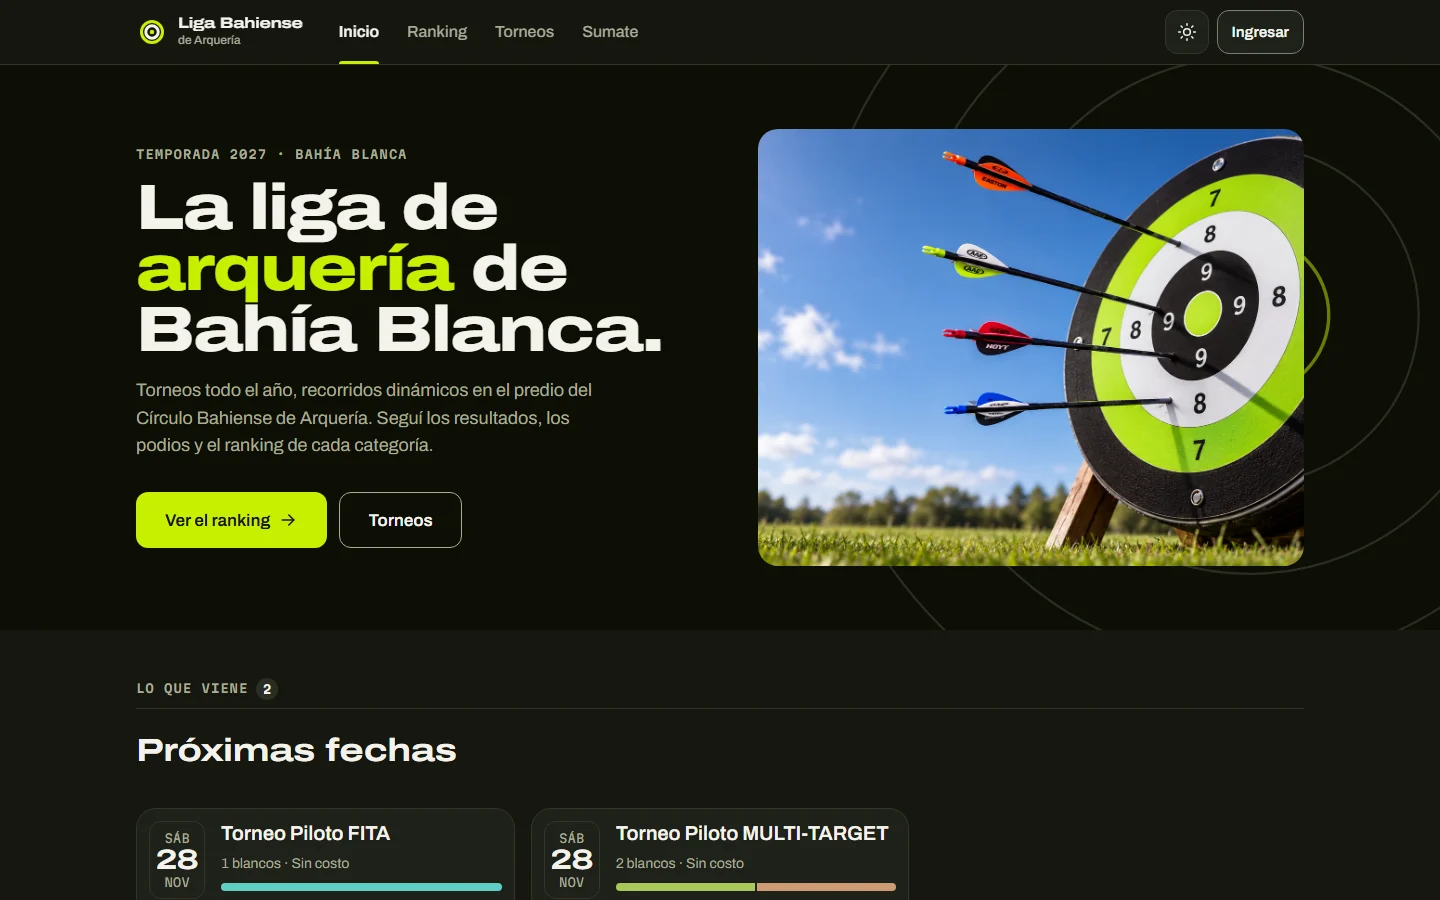 Liga Bahiense
de Arquería
Inicio
Ranking
Torneos
Sumate
Ingresar
TEMPORADA 2027 · BAHÍA BLANCA
La liga de
arquería de
Bahía Blanca.
Torneos todo el año, recorridos dinámicos en el predio del
Círculo Bahiense de Arquería. Seguí los resultados, los
podios y el ranking de cada categoría.
Ver el ranking →
Torneos
EASTON
HOYT
7
8
9
9
8
7
8
9
9
8
7
LO QUE VIENE 2
Próximas fechas
SÁB
28
NOV
Torneo Piloto FITA
1 blancos · Sin costo
SÁB
28
NOV
Torneo Piloto MULTI-TARGET
2 blancos · Sin costo